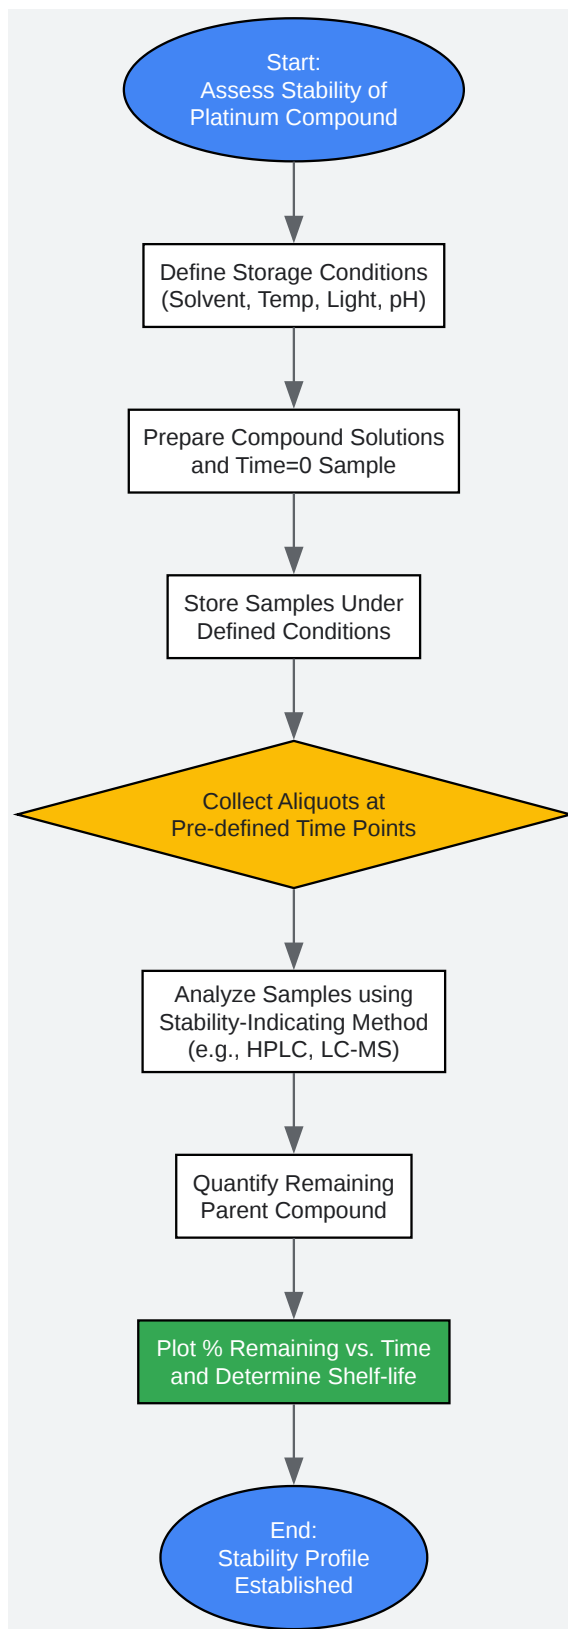 Start:
Assess Stability of
Platinum Compound
Define Storage Conditions
(Solvent, Temp, Light, pH)
Prepare Compound Solutions
and Time=0 Sample
Store Samples Under
Defined Conditions
Collect Aliquots at
Pre-defined Time Points
Analyze Samples using
Stability-Indicating Method
(e.g., HPLC, LC-MS)
Quantify Remaining
Parent Compound
Plot % Remaining vs. Time
and Determine Shelf-life
End:
Stability Profile
Established